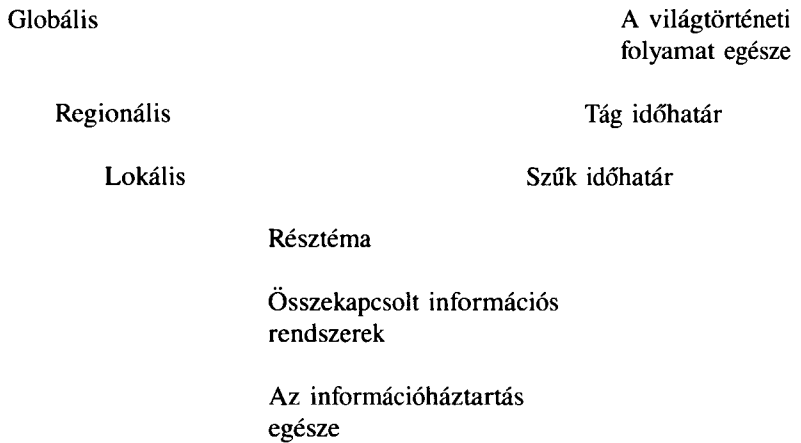 Globális
A világtörténeti
folyamat egésze
Regionális
Tág időhatár
Lokális
Szűk időhatár
Résztéma
Összekapcsolt információs
rendszerek
Az információháztartás
egésze